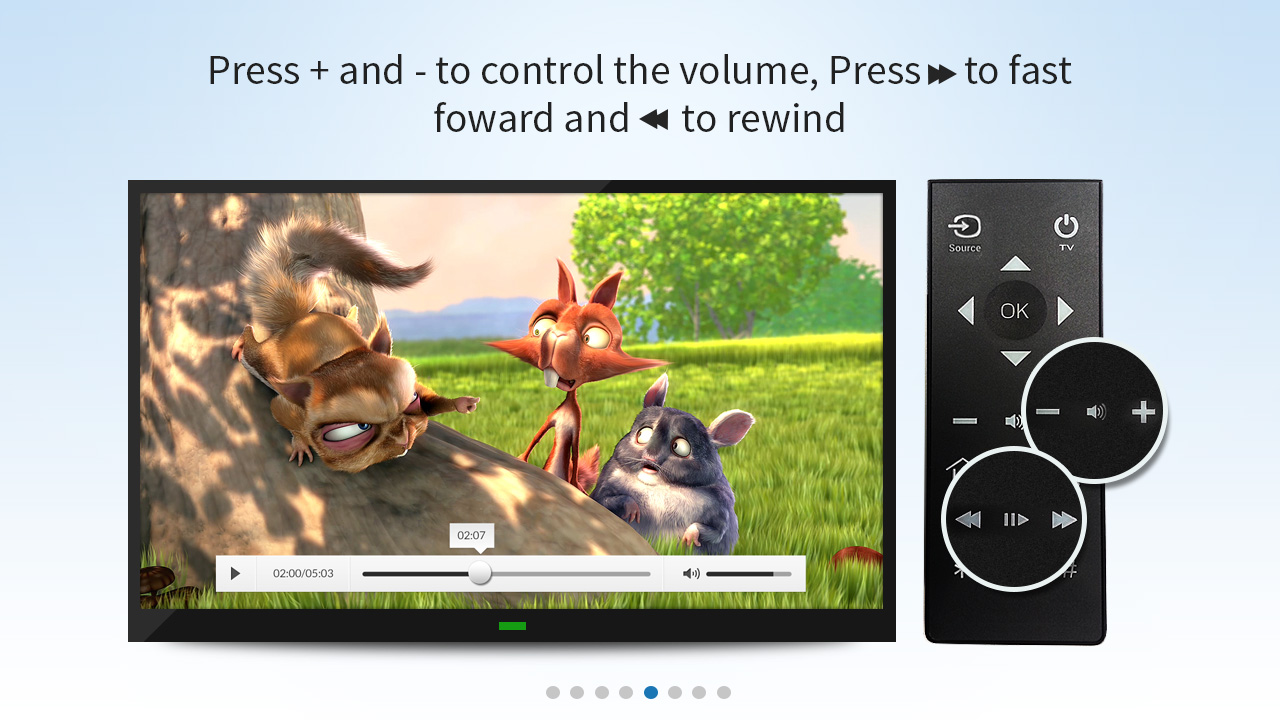 Press + and - to control the volume, Press ▶▶ to fast
foward and ◀◀ to rewind
Source
TV
OK
02:07
02:00/05:03
*
#